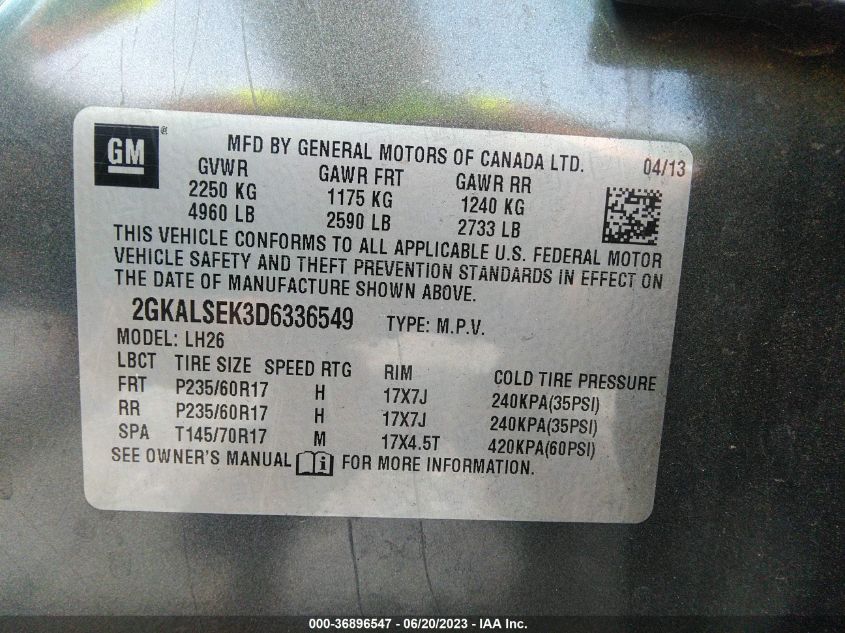 GM ®
MFD BY GENERAL MOTORS OF CANADA LTD. 04/13
GVWR GAWR FRT GAWR RR
2250 KG 1175 KG 1240 KG
4960 LB 2590 LB 2733 LB
THIS VEHICLE CONFORMS TO ALL APPLICABLE U.S. FEDERAL MOTOR
VEHICLE SAFETY AND THEFT PREVENTION STANDARDS IN EFFECT ON
THE DATE OF MANUFACTURE SHOWN ABOVE.
2GKALSEK3D6336549 TYPE: M.P.V.
MODEL: LH26
LBCT TIRE SIZE SPEED RTG RIM COLD TIRE PRESSURE
FRT P235/60R17 H 17X7J 240KPA(35PSI)
RR P235/60R17 H 17X7J 240KPA(35PSI)
SPA T145/70R17 M 17X4.5T 420KPA(60PSI)
SEE OWNER'S MANUAL i FOR MORE INFORMATION.
000-36896547 - 06/20/2023 - IAA Inc.